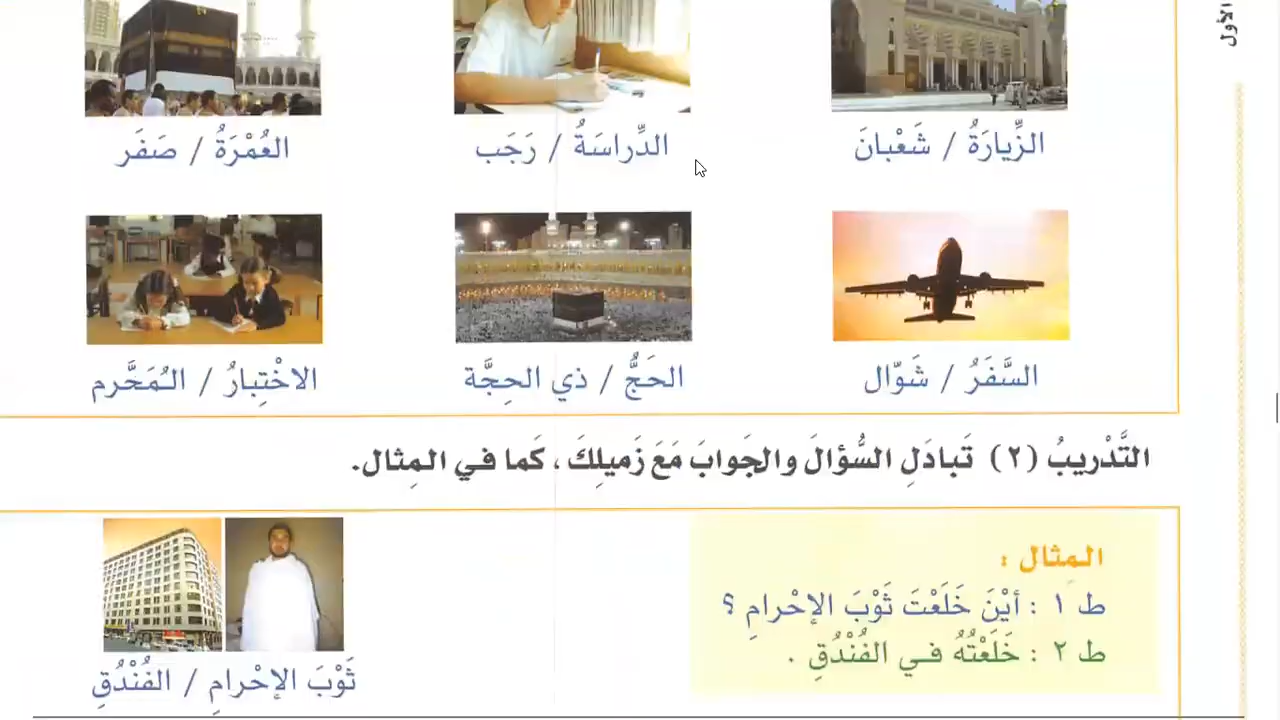 الأول
الزِّيارَةُ / شَعْبانَ
الدِّراسَةُ / رَجَب
العُمْرَةُ / صَفَر
السَّفَرُ / شَوّال
الحَجُّ / ذي الحِجَّة
الاخْتِبارُ / المُحَرَّم
التَّدْريبُ (٢) تَبادَلِ السُّؤالَ والجَوابَ مَعَ زَميلِكَ، كَما في المِثال.
المِثال :
ط ١ : أيْنَ خَلَعْتَ ثَوْبَ الإحْرامِ ؟
ط ٢ : خَلَعْتُهُ في الفُنْدُقِ .
ثَوْبَ الإحْرامِ / الفُنْدُقِ